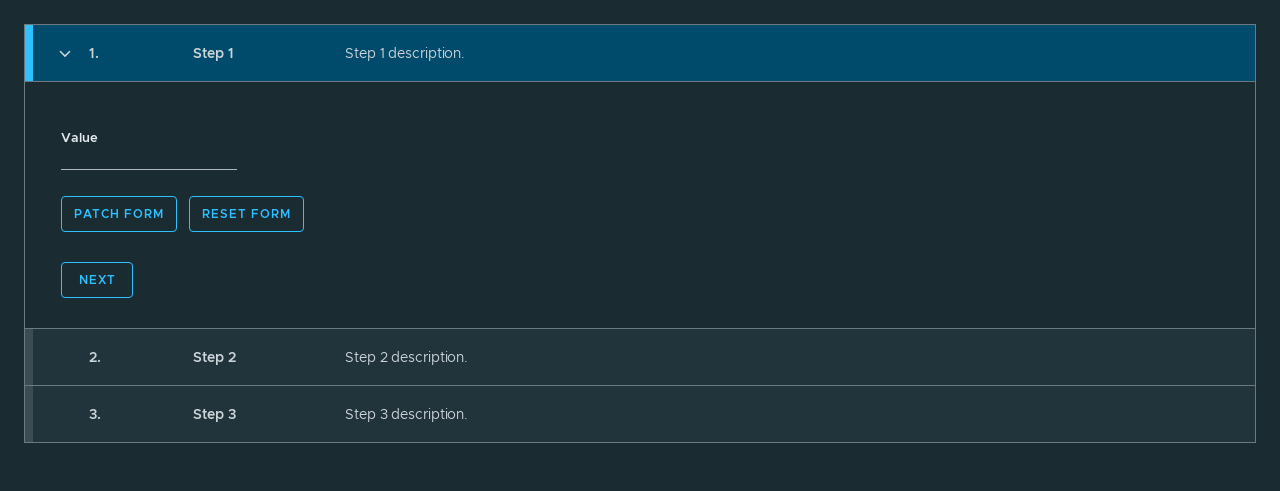 1. Step 1 Step 1 description.
Value
PATCH FORM RESET FORM
NEXT
2. Step 2 Step 2 description.
3. Step 3 Step 3 description.